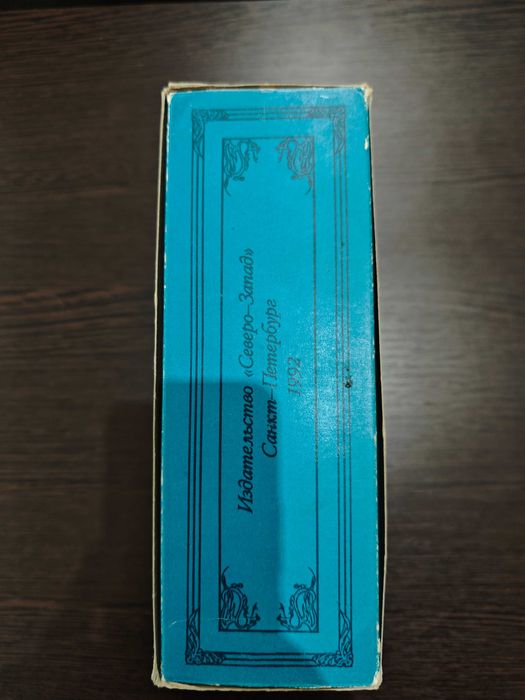 Издательство «Северо-Запад»
Санкт-Петербург
1992